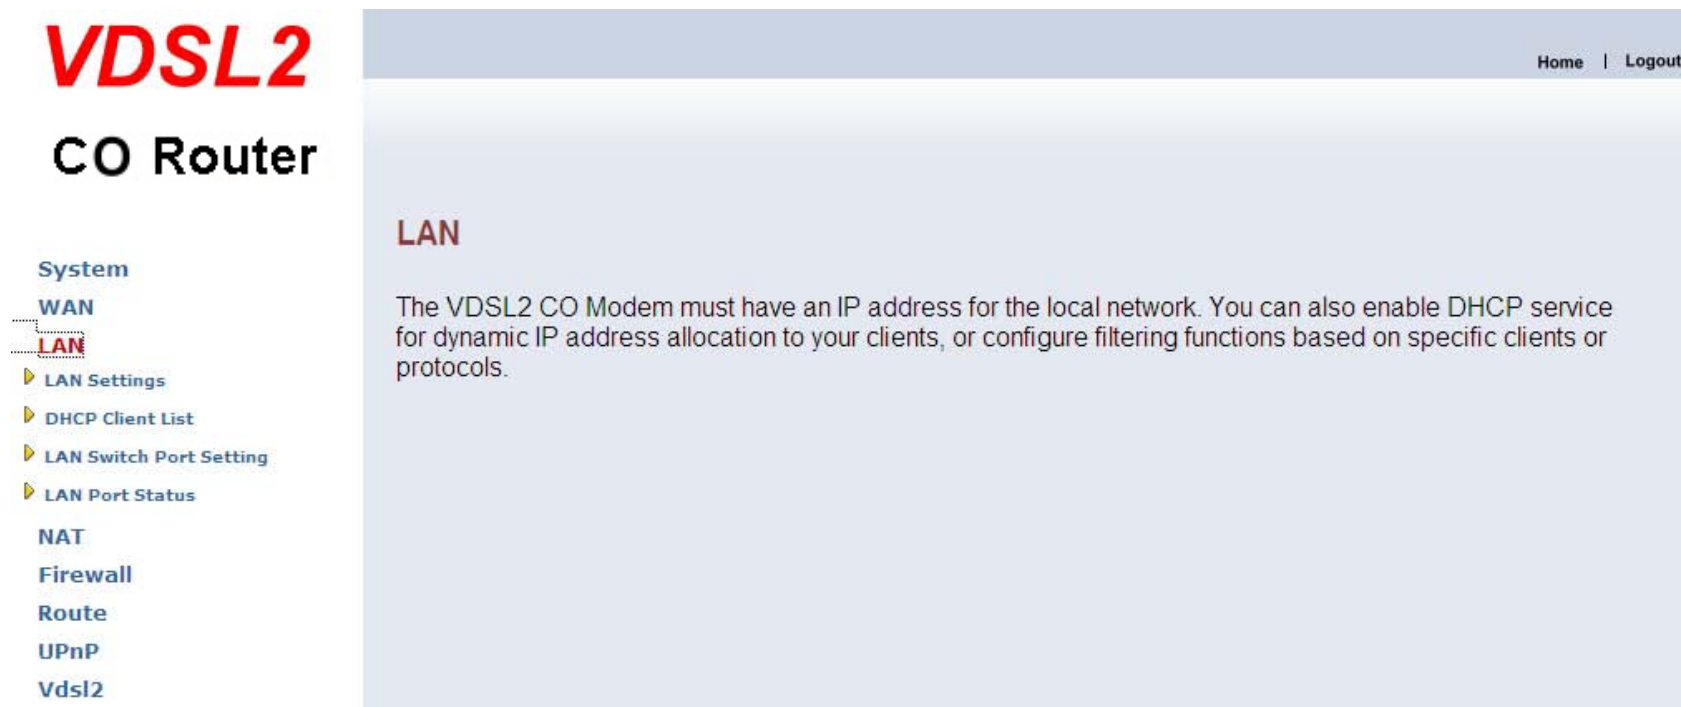 VDSL2
CO Router
Home | Logout
System
WAN
LAN
LAN Settings
DHCP Client List
LAN Switch Port Setting
LAN Port Status
NAT
Firewall
Route
UPnP
Vdsl2
LAN
The VDSL2 CO Modem must have an IP address for the local network. You can also enable DHCP service
for dynamic IP address allocation to your clients, or configure filtering functions based on specific clients or
protocols.